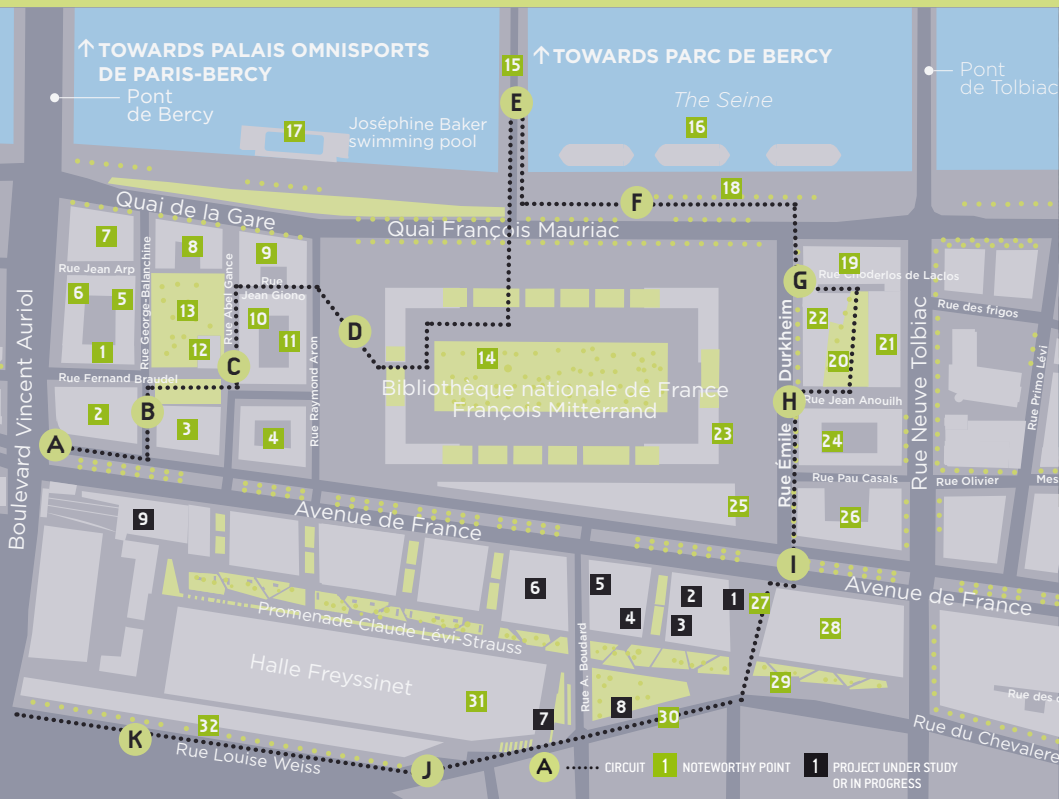 ↑ TOWARDS PALAIS OMNISPORTS
DE PARIS-BERCY
↑ TOWARDS PARC DE BERCY
15
Pont
de Bercy
Pont
de Tolbiac
E
The Seine
17
Joséphine Baker
swimming pool
16
18
F
Quai de la Gare
Quai François Mauriac
7
8
9
19
Rue Jean Arp
Rue George-Balanchine
Rue Abel Gance
Rue
Jean Giono
G
Rue Choderlos de Laclos
6
5
13
10
11
D
22
21
20
Rue des frigos
1
12
C
14
Boulevard Vincent Auriol
Rue Fernand Braudel
Rue Raymond Aron
Bibliothèque nationale de France
François Mitterrand
Rue Émile Durkheim
H
Rue Jean Anouilh
Rue Neuve Tolbiac
Rue Primo Lévi
2
B
3
4
A
23
24
Rue Pau Casals
Rue Olivier
Mes
25
26
9
Avenue de France
I
Avenue de France
6
5
4
2
3
1
27
28
Promenade Claude Lévi-Strauss
Halle Freyssinet
Rue A. Boudard
29
31
7
8
30
Rue des
Rue du Chevalere
32
K
Rue Louise Weiss
J
A CIRCUIT
1 NOTEWORTHY POINT
1 PROJECT UNDER STUDY
OR IN PROGRESS